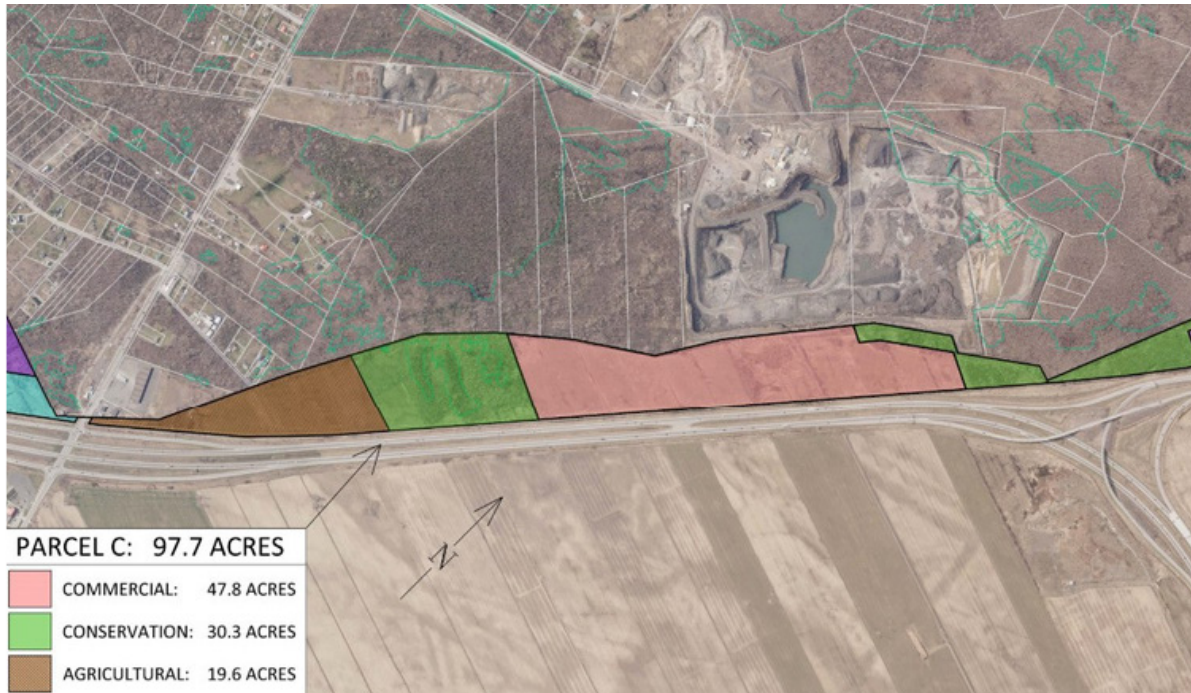 N
PARCEL C: 97.7 ACRES
COMMERCIAL: 47.8 ACRES
CONSERVATION: 30.3 ACRES
AGRICULTURAL: 19.6 ACRES